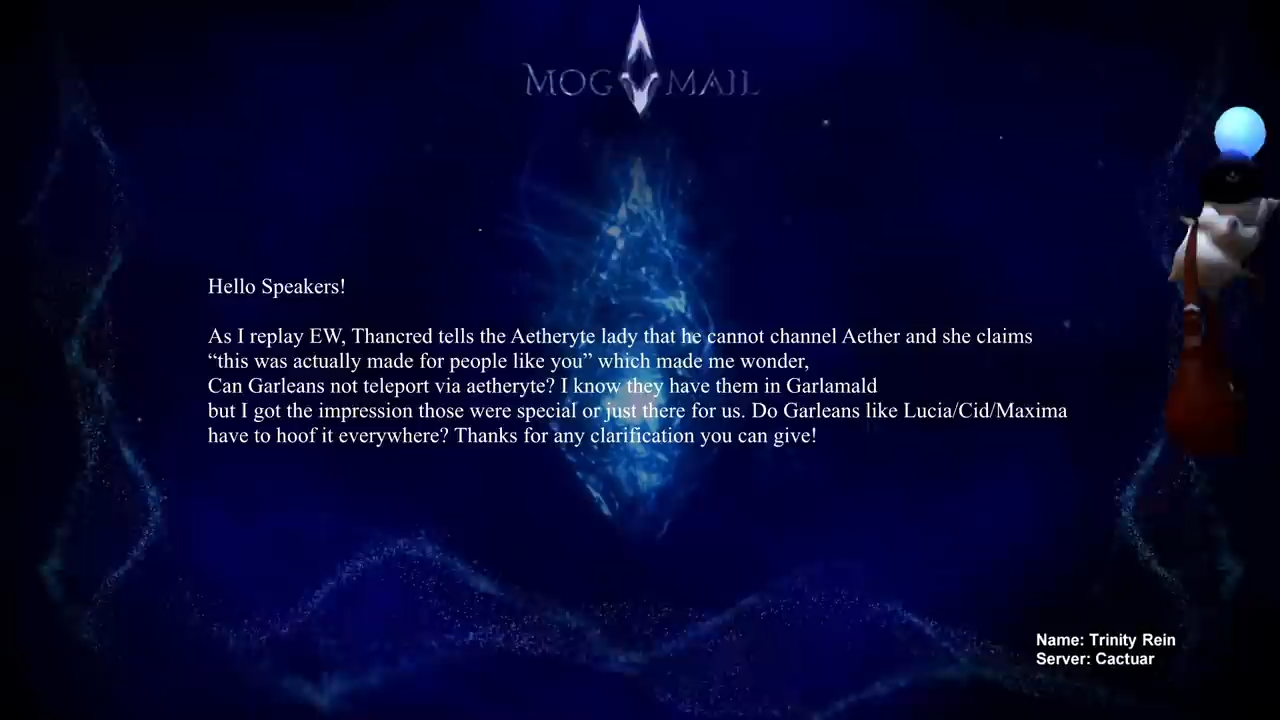 MOG MAIL
Hello Speakers!
As I replay EW, Thancred tells the Aetheryte lady that he cannot channel Aether and she claims
“this was actually made for people like you” which made me wonder,
Can Garleans not teleport via aetheryte? I know they have them in Garlamald
but I got the impression those were special or just there for us. Do Garleans like Lucia/Cid/Maxima
have to hoof it everywhere? Thanks for any clarification you can give!
Name: Trinity Rein
Server: Cactuar